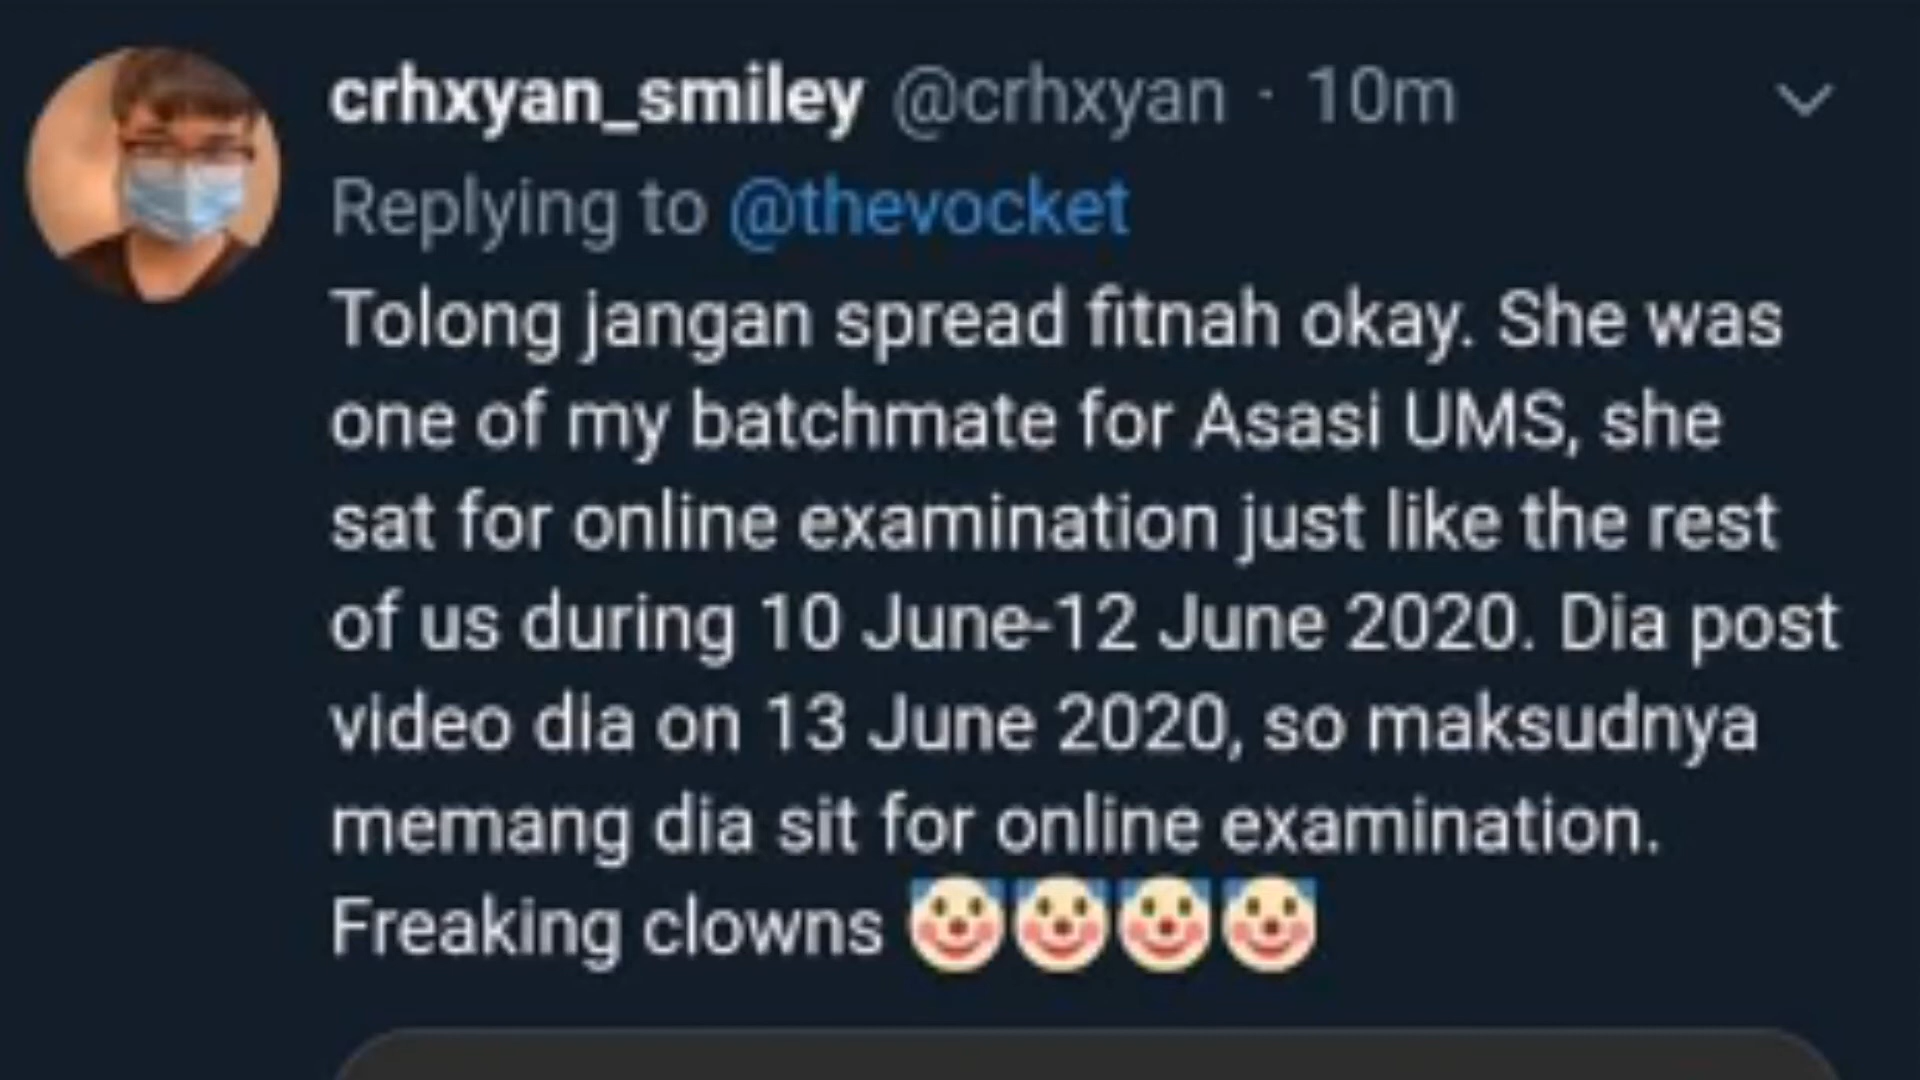 crhxyan_smiley @crhxyan · 10m
Replying to @thevocket
Tolong jangan spread fitnah okay. She was
one of my batchmate for Asasi UMS, she
sat for online examination just like the rest
of us during 10 June-12 June 2020. Dia post
video dia on 13 June 2020, so maksudnya
memang dia sit for online examination.
Freaking clowns 🤡🤡🤡🤡